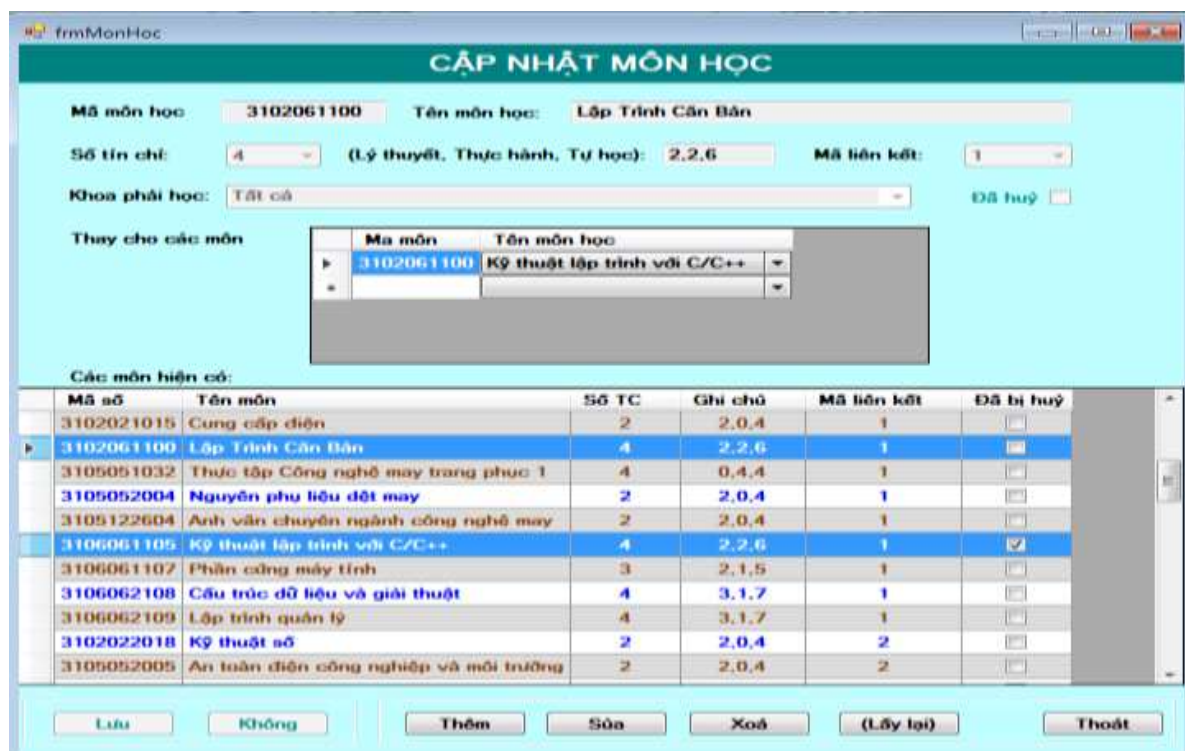 frmMonHoc
CẬP NHẬT MÔN HỌC
Mã môn học 3102061100 Tên môn học: Lập Trình Căn Bản
Số tín chỉ: 4 (Lý thuyết, Thực hành, Tự học): 2,2,6 Mã liên kết: 1
Khoa phải học: Tất cả Đã huỷ
Thay cho các môn Ma môn Tên môn học
3102061100 Kỹ thuật lập trình với C/C++
Các môn hiện có:
Mã số Tên môn Số TC Ghi chú Mã liên kết Đã bị huỷ
3102021015 Cung cấp điện 2 2,0,4 1
3102061100 Lập Trình Căn Bản 4 2,2,6 1
3105051032 Thực tập Công nghê may trang phục 1 4 0,4,4 1
3105052004 Nguyên phụ liệu dệt may 2 2,0,4 1
3105122604 Anh văn chuyên ngành công nghệ may 2 2,0,4 1
3106061105 Kỹ thuật lập trình với C/C++ 4 2,2,6 1
3106061107 Phần cứng máy tính 3 2,1,5 1
3106062108 Cấu trúc dữ liệu và giải thuật 4 3,1,7 1
3106062109 Lập trình quản lý 4 3,1,7 1
3102022018 Kỹ thuật số 2 2,0,4 2
3105052005 An toàn điện công nghiệp và môi trường 2 2,0,4 2
Lưu Không Thêm Sửa Xoá (Lấy lại) Thoát